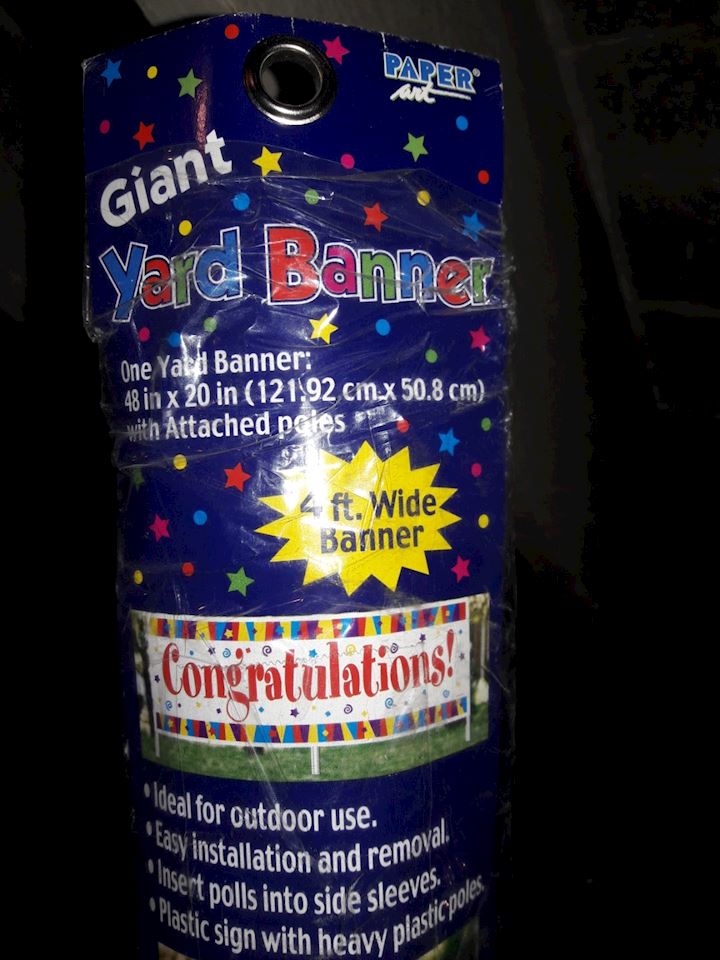 PAPER®
art
Giant
Yard Banner
One Yard Banner:
48 in x 20 in (121.92 cm x 50.8 cm)
with Attached poles
4 ft. Wide
Banner
Congratulations!
• Ideal for outdoor use.
• Easy installation and removal.
• Insert polls into side sleeves.
• Plastic sign with heavy plastic poles.